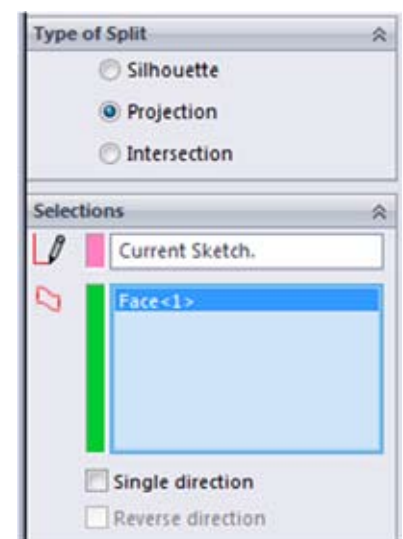 Type of Split
Silhouette
Projection
Intersection
Selections
Current Sketch.
Face<1>
Single direction
Reverse direction